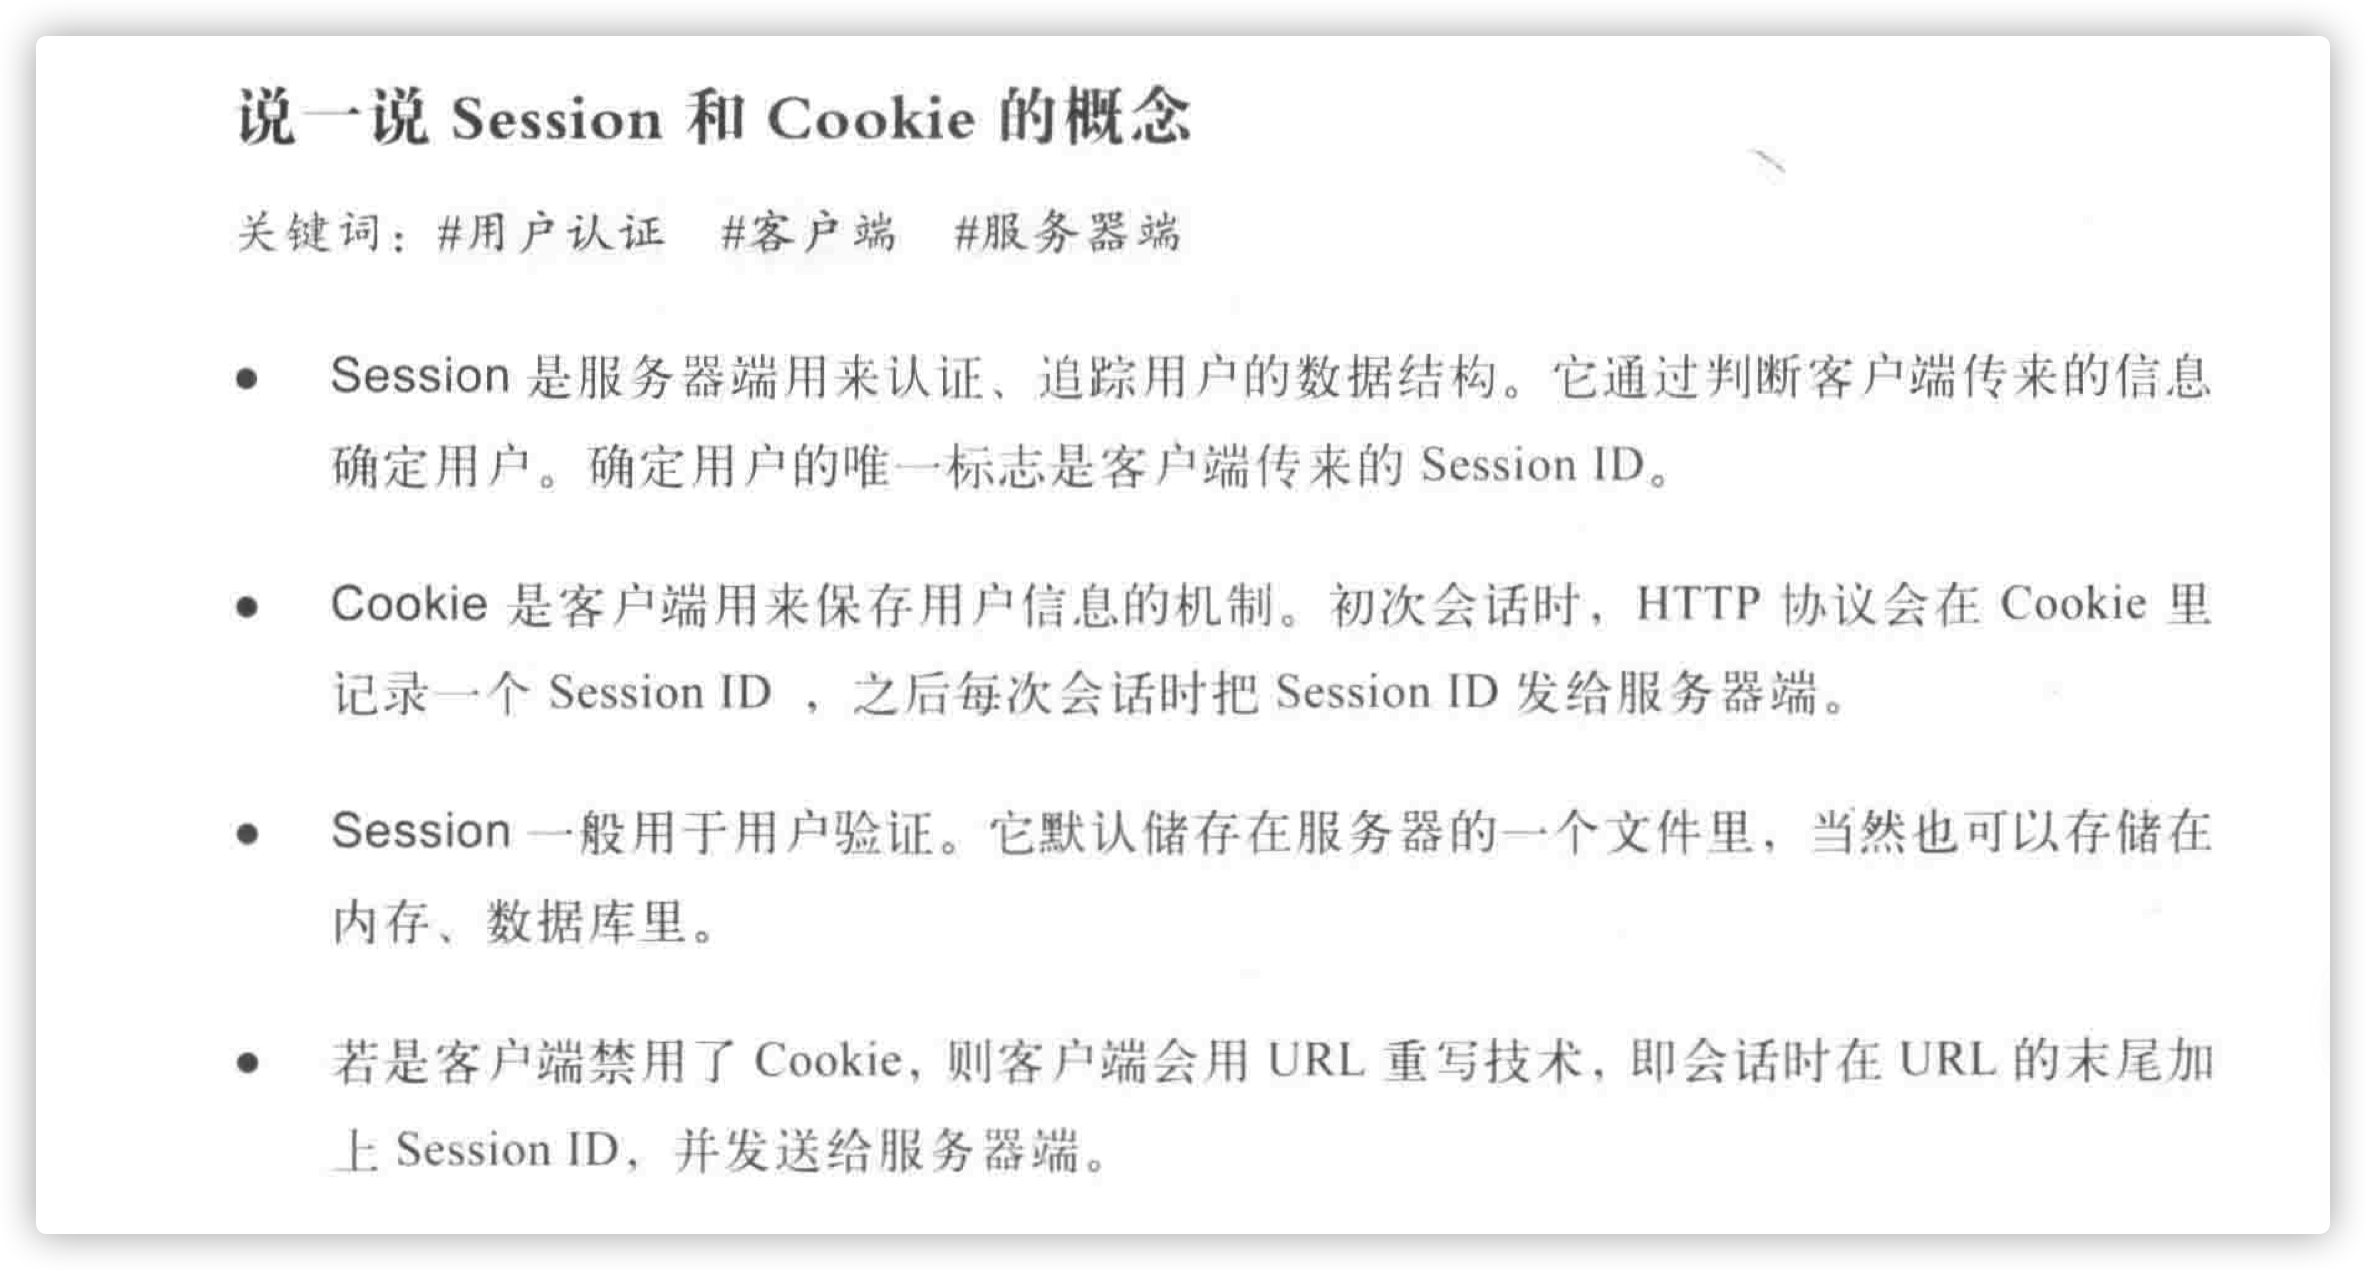 说一说 Session 和 Cookie 的概念
关键词：#用户认证 #客户端 #服务器端
● Session 是服务器端用来认证、追踪用户的数据结构。它通过判断客户端传来的信息
确定用户。确定用户的唯一标志是客户端传来的 Session ID。
● Cookie 是客户端用来保存用户信息的机制。初次会话时，HTTP 协议会在 Cookie 里
记录一个 Session ID ，之后每次会话时把 Session ID 发给服务器端。
● Session 一般用于用户验证。它默认储存在服务器的一个文件里，当然也可以存储在
内存、数据库里。
● 若是客户端禁用了 Cookie，则客户端会用 URL 重写技术，即会话时在 URL 的末尾加
上 Session ID，并发送给服务器端。